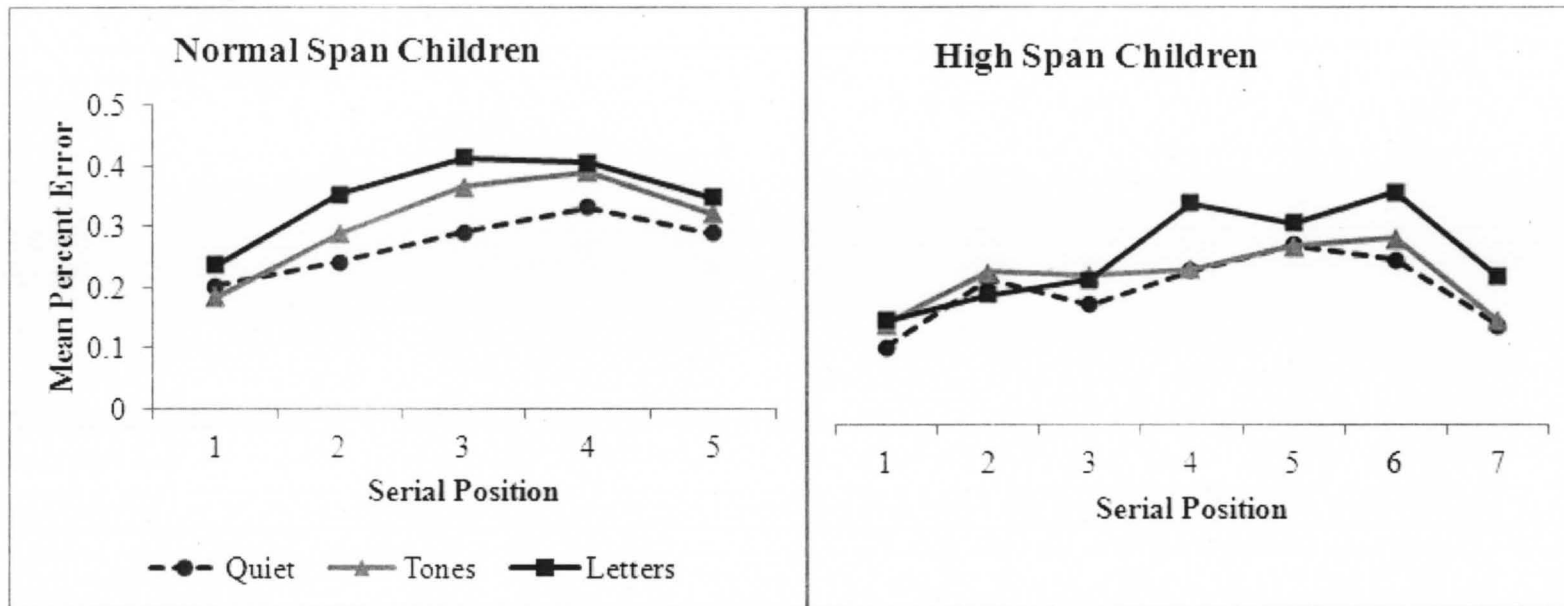 Normal Span Children
Mean Percent Error
0.5
0.4
0.3
0.2
0.1
0
1 2 3 4 5
Serial Position
Quiet Tones Letters
High Span Children
1 2 3 4 5 6 7
Serial Position